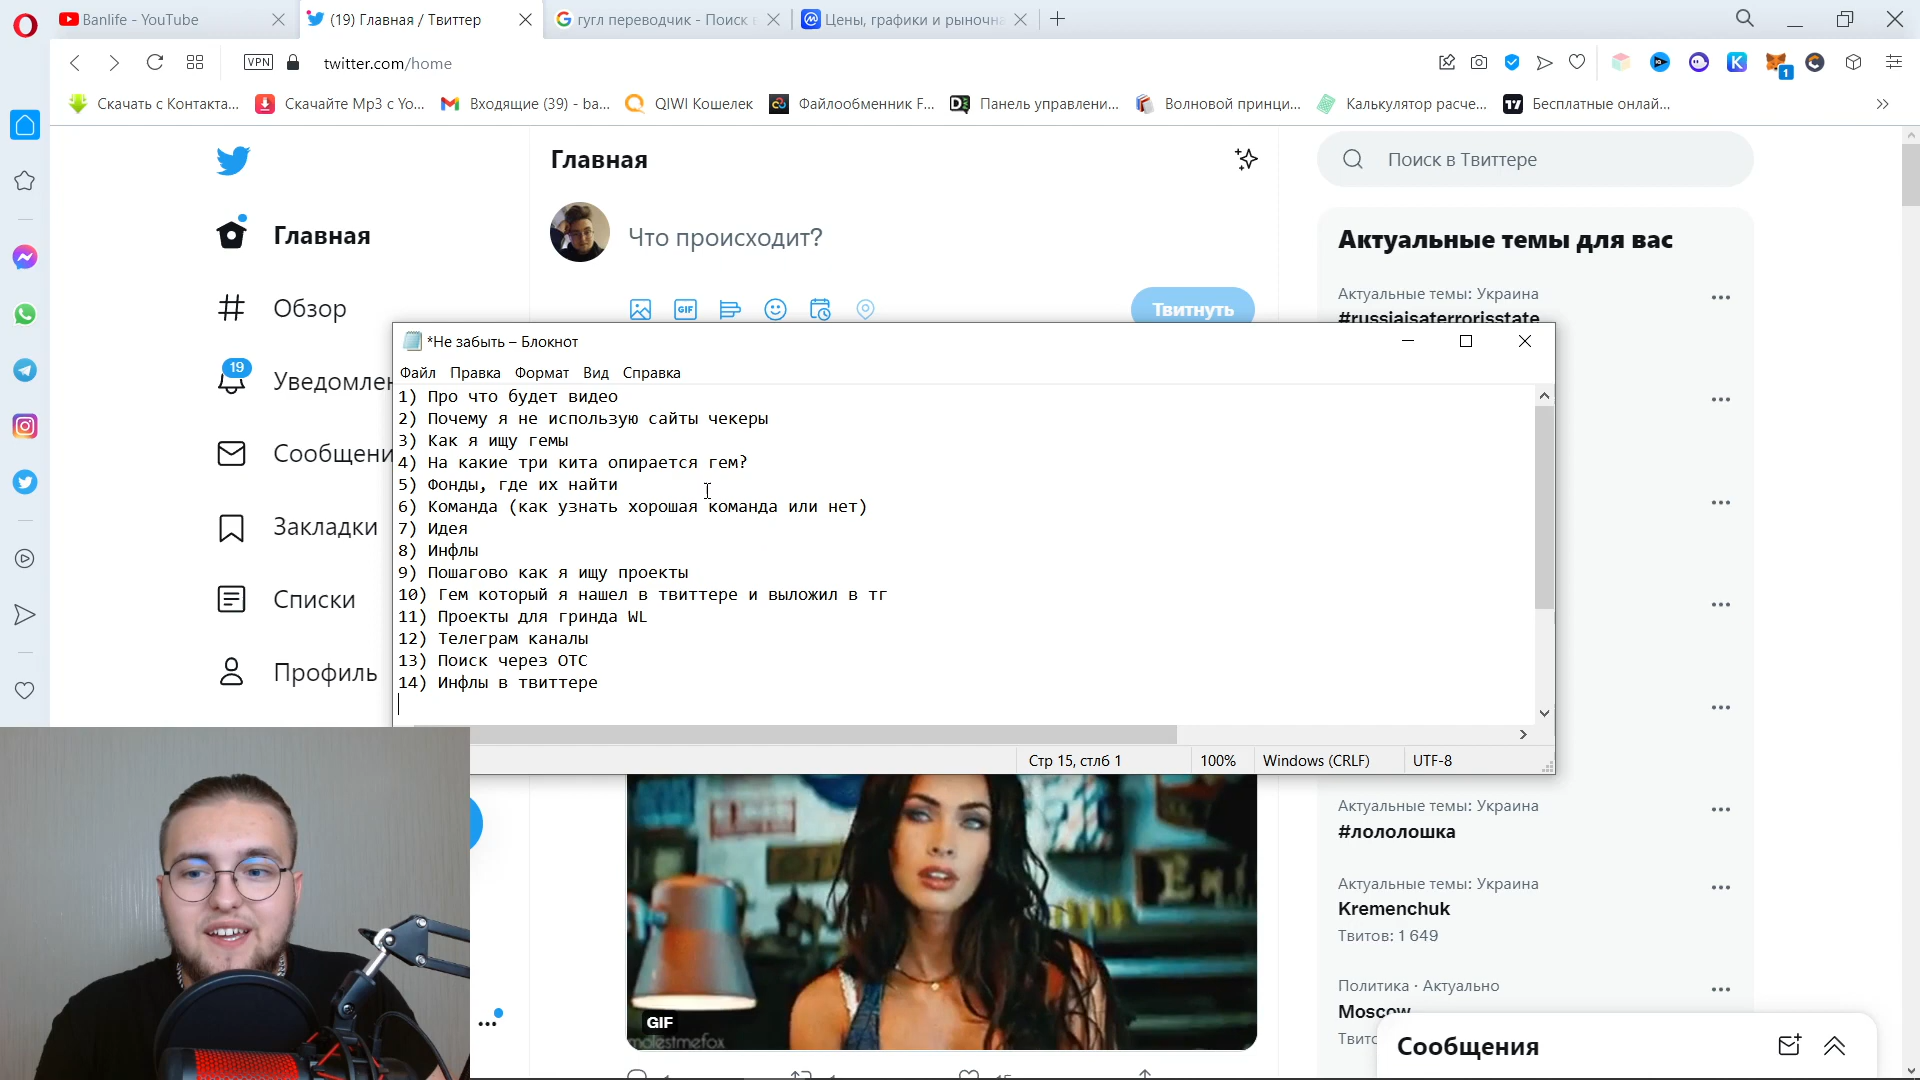 Banlife - YouTube
(19) Главная / Твиттер
гугл переводчик - Поиск в
Цены, графики и рыночна
VPN
twitter.com/home
1
Скачать с Контакта...
Скачайте Mp3 с Yo...
Входящие (39) - ba...
QIWI Кошелек
Файлообменник F...
Панель управлени...
Волновой принци...
Калькулятор расче...
Бесплатные онлай...
Главная
Поиск в Твиттере
Главная
Что происходит?
Актуальные темы для вас
Обзор
GIF
Твитнуть
Актуальные темы: Украина
#russiaisaterrorisstate
*Не забыть – Блокнот
19
Уведомлен
Файл Правка Формат Вид Справка
1) Про что будет видео
2) Почему я не использую сайты чекеры
3) Как я ищу гемы
4) На какие три кита опирается гем?
5) Фонды, где их найти
6) Команда (как узнать хорошая команда или нет)
7) Идея
8) Инфлы
9) Пошагово как я ищу проекты
10) Гем который я нашел в твиттере и выложил в тг
11) Проекты для гринда WL
12) Телеграм каналы
13) Поиск через ОТС
14) Инфлы в твиттере
Сообщени
Закладки
Списки
Профиль
Стр 15, стлб 1
100%
Windows (CRLF)
UTF-8
Актуальные темы: Украина
#лололошка
Актуальные темы: Украина
Kremenchuk
Твитов: 1 649
Политика · Актуально
Moscow
Твитс
GIF
molestmefox
Сообщения